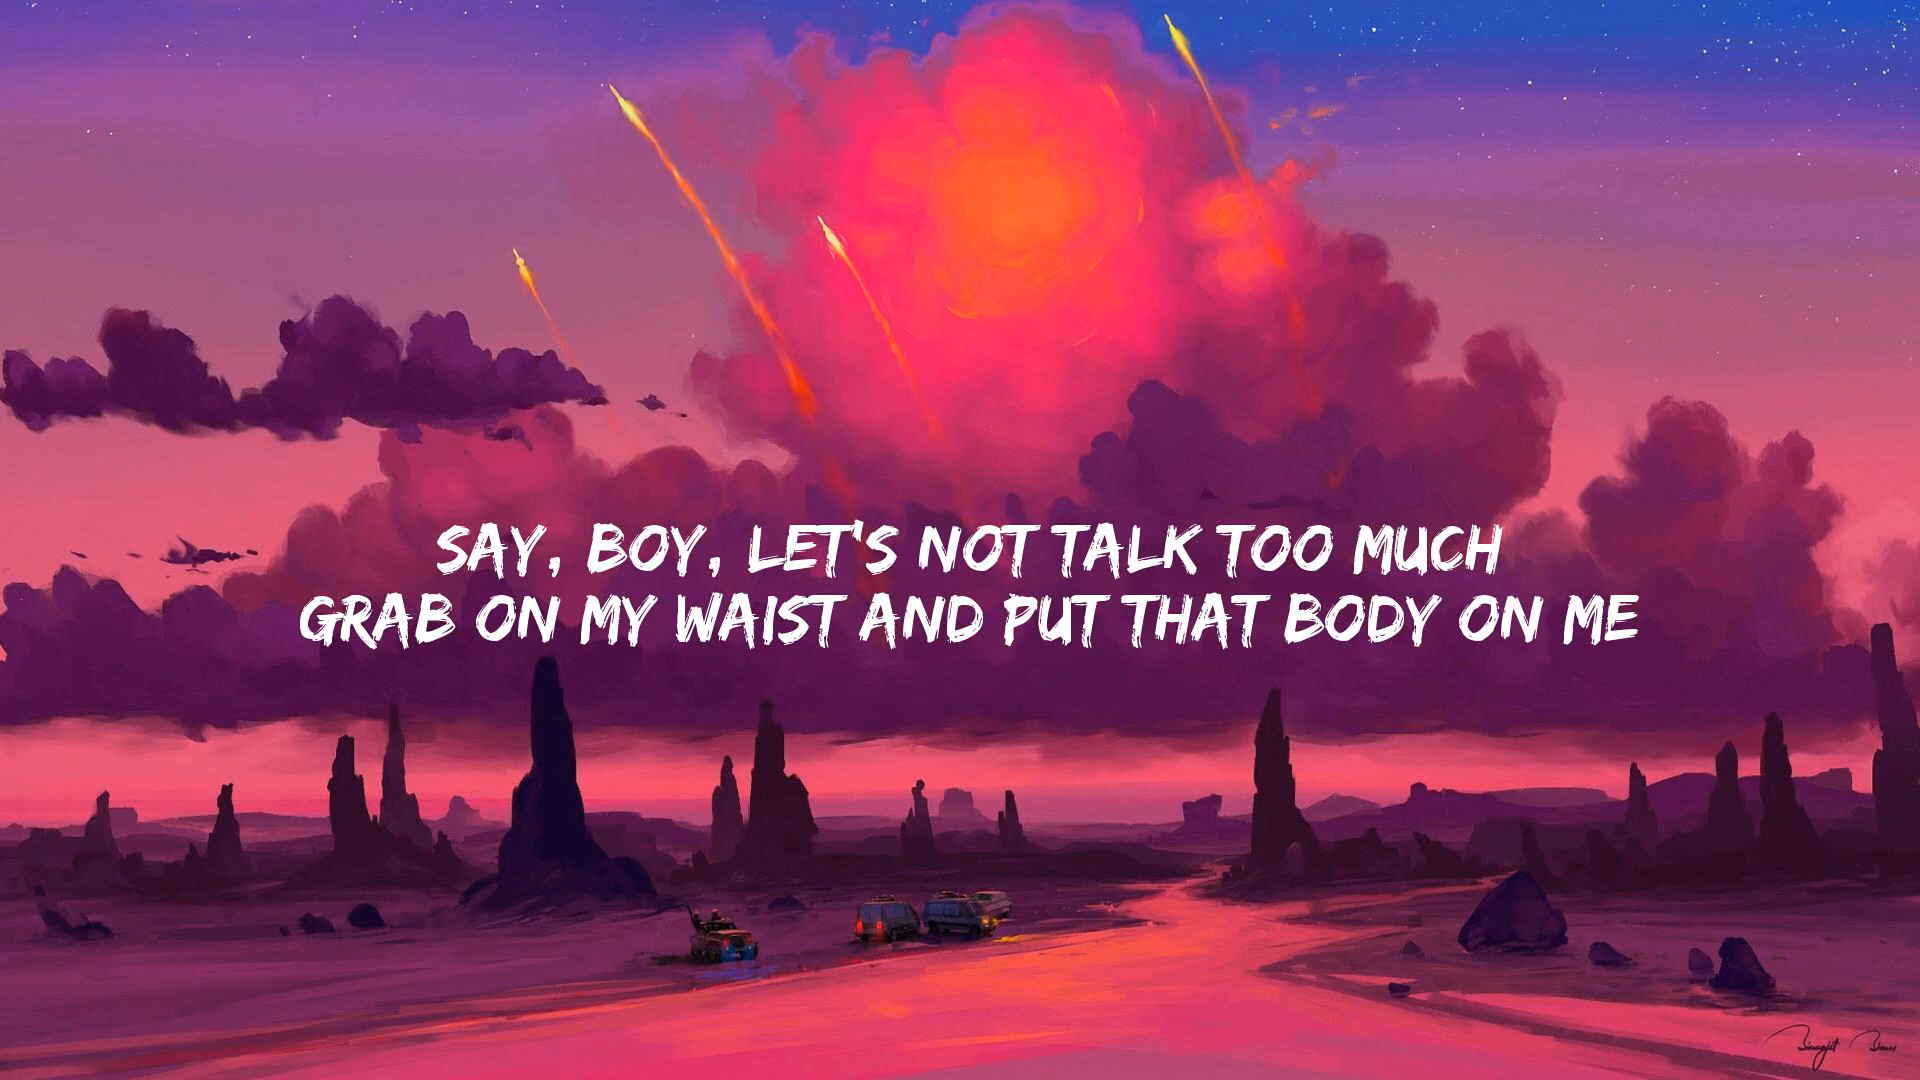 SAY, BOY, LET'S NOT TALK TOO MUCH
GRAB ON MY WAIST AND PUT THAT BODY ON ME